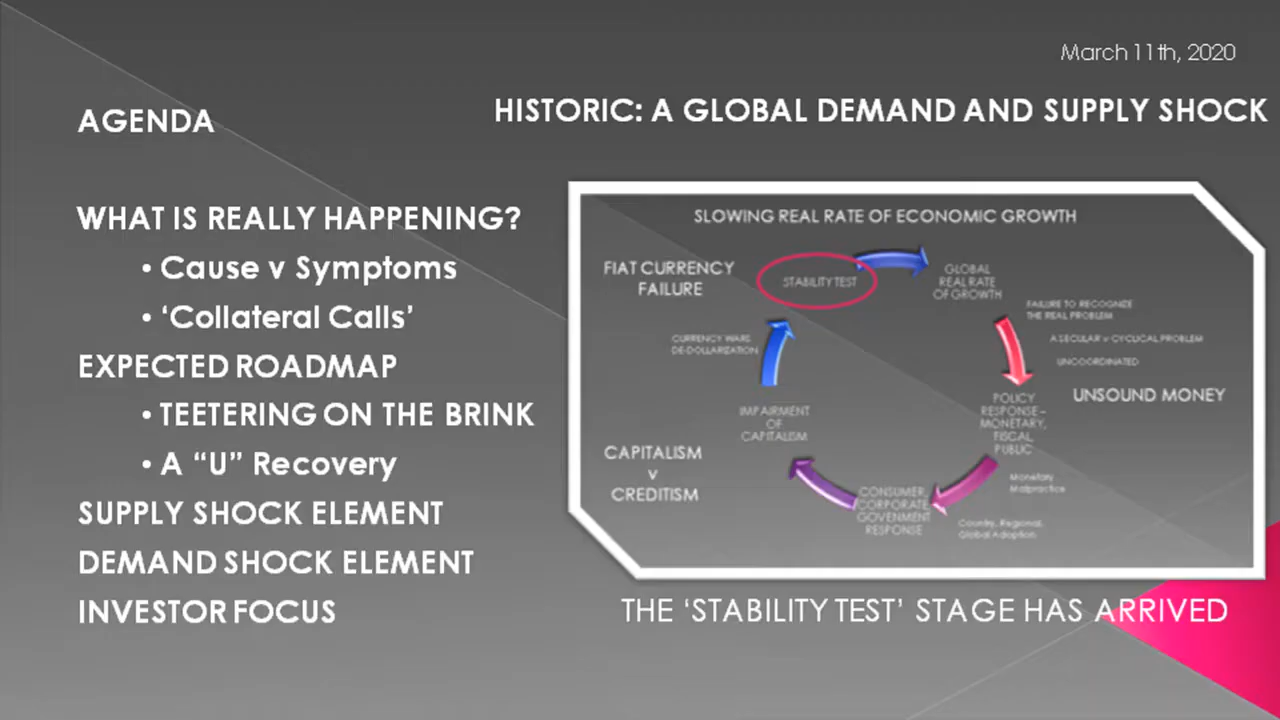 March 11th, 2020
AGENDA
HISTORIC: A GLOBAL DEMAND AND SUPPLY SHOCK
WHAT IS REALLY HAPPENING?
• Cause v Symptoms
• ‘Collateral Calls’
EXPECTED ROADMAP
• TEETERING ON THE BRINK
• A “U” Recovery
SUPPLY SHOCK ELEMENT
DEMAND SHOCK ELEMENT
INVESTOR FOCUS
SLOWING REAL RATE OF ECONOMIC GROWTH
FIAT CURRENCY
FAILURE
STABILITY TEST
GLOBAL
REAL RATE
OF GROWTH
FAILURE TO RECOGNIZE
THE REAL PROBLEM
A SECULAR v CYCLICAL PROBLEM
UNCOORDINATED
UNSOUND MONEY
POLICY
RESPONSE–
MONETARY,
FISCAL,
PUBLIC
Monetary
Malpractice
Country, Regional,
Global Adoption
CONSUMER,
CORPORATE,
GOVENMENT
RESPONSE
CAPITALISM
v
CREDITISM
IMPAIRMENT
OF
CAPITALISM
CURRENCY WARS
DE-DOLLARIZATION
THE ‘STABILITY TEST’ STAGE HAS ARRIVED